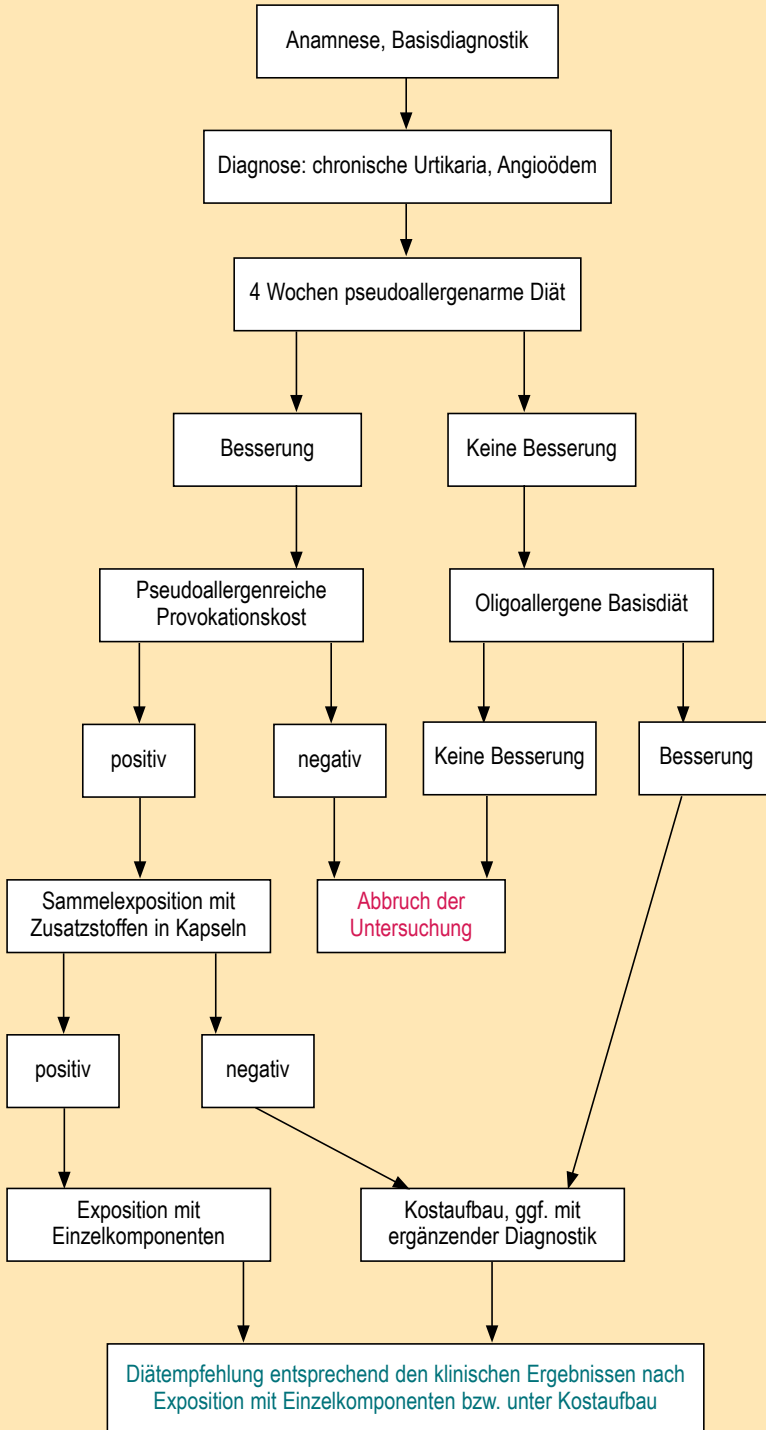 Anamnese, Basisdiagnostik
Diagnose: chronische Urtikaria, Angioödem
4 Wochen pseudoallergenarme Diät
Besserung
Keine Besserung
Pseudoallergenreiche
Provokationskost
Oligoallergene Basisdiät
positiv
negativ
Keine Besserung
Besserung
Sammelexposition mit
Zusatzstoffen in Kapseln
Abbruch der
Untersuchung
positiv
negativ
Exposition mit
Einzelkomponenten
Kostaufbau, ggf. mit
ergänzender Diagnostik
Diätempfehlung entsprechend den klinischen Ergebnissen nach
Exposition mit Einzelkomponenten bzw. unter Kostaufbau